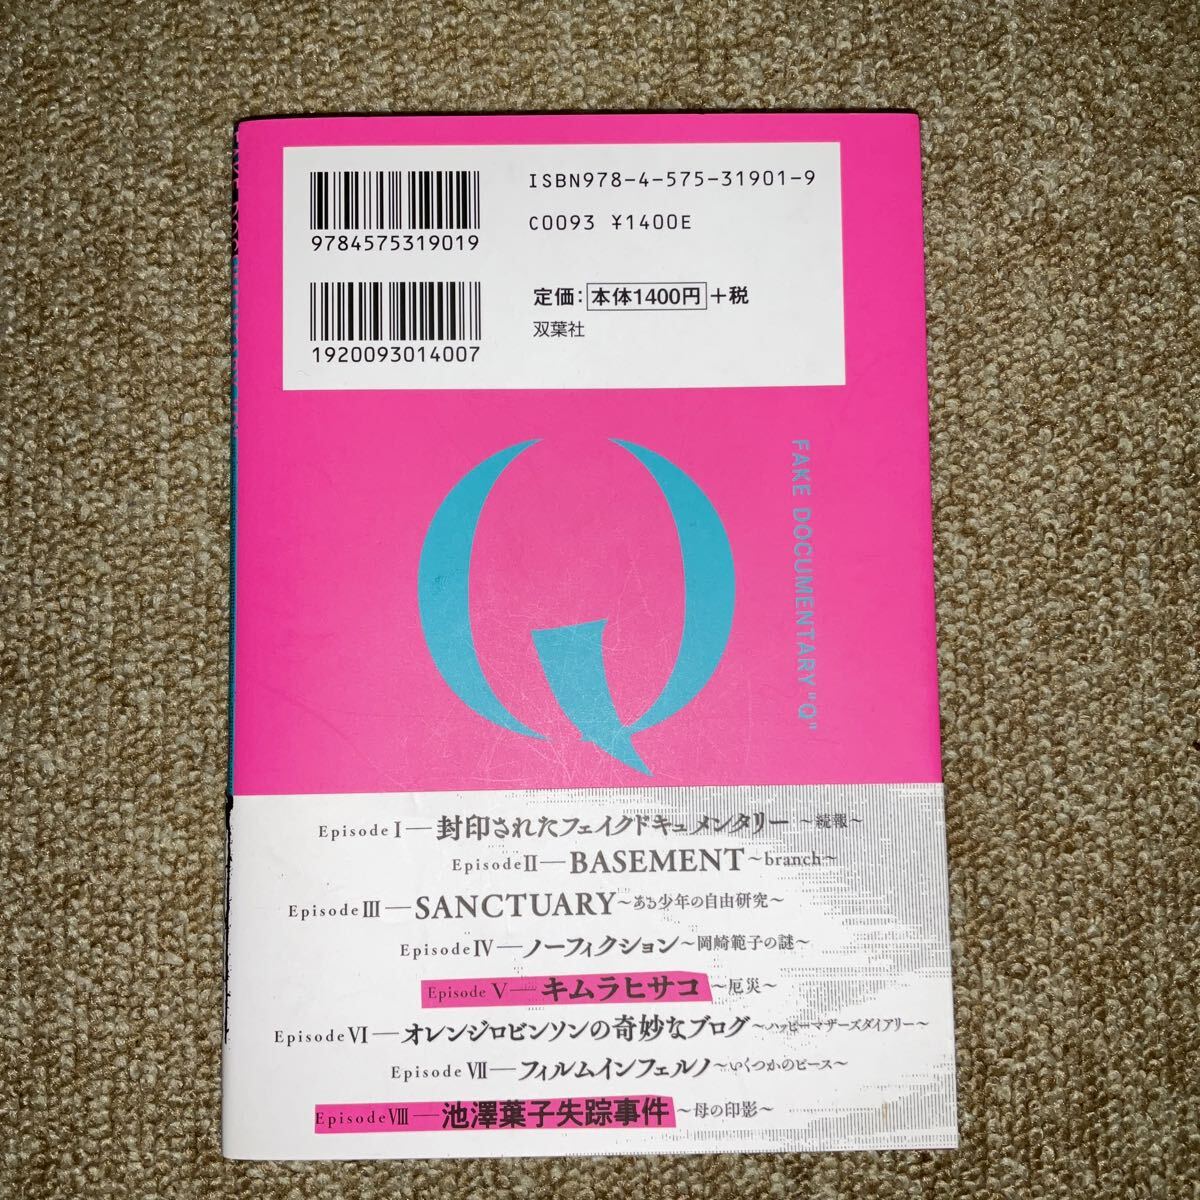 ISBN978-4-575-31901-9
C0093 ¥1400E
9784575319019
定価：本体1400円＋税
双葉社
1920093014007
FAKE DOCUMENTARY "Q"
Q
Episode Ⅰ―封印されたフェイクドキュメンタリー ～続報～
Episode Ⅱ―BASEMENT～branch～
Episode Ⅲ―SANCTUARY～ある少年の自由研究～
Episode Ⅳ―ノーフィクション～岡崎範子の謎～
Episode Ⅴ―キムラヒサコ ～厄災～
Episode Ⅵ―オレンジロビンソンの奇妙なブログ～ハッピーマザーズダイアリー～
Episode Ⅶ―フィルムインフェルノ～いくつかのピース～
Episode Ⅷ―池澤葉子失踪事件 ～母の印影～